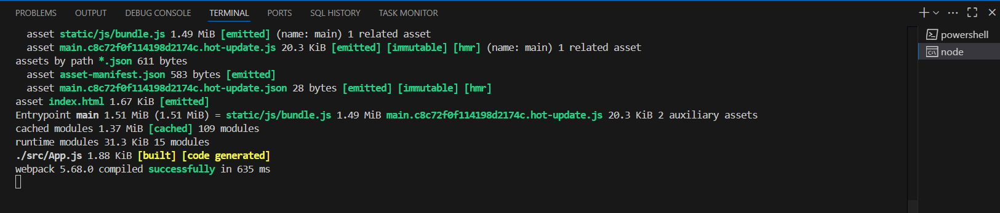 PROBLEMS OUTPUT DEBUG CONSOLE TERMINAL PORTS SQL HISTORY TASK MONITOR
asset static/js/bundle.js 1.49 MiB [emitted] (name: main) 1 related asset
asset main.c8c72f0f114198d2174c.hot-update.js 20.3 KiB [emitted] [immutable] [hmr] (name: main) 1 related asset
assets by path *.json 611 bytes
asset asset-manifest.json 583 bytes [emitted]
asset main.c8c72f0f114198d2174c.hot-update.json 28 bytes [emitted] [immutable] [hmr]
asset index.html 1.67 KiB [emitted]
Entrypoint main 1.51 MiB (1.51 MiB) = static/js/bundle.js 1.49 MiB main.c8c72f0f114198d2174c.hot-update.js 20.3 KiB 2 auxiliary assets
cached modules 1.37 MiB [cached] 109 modules
runtime modules 31.3 KiB 15 modules
./src/App.js 1.88 KiB [built] [code generated]
webpack 5.68.0 compiled successfully in 635 ms
powershell
node